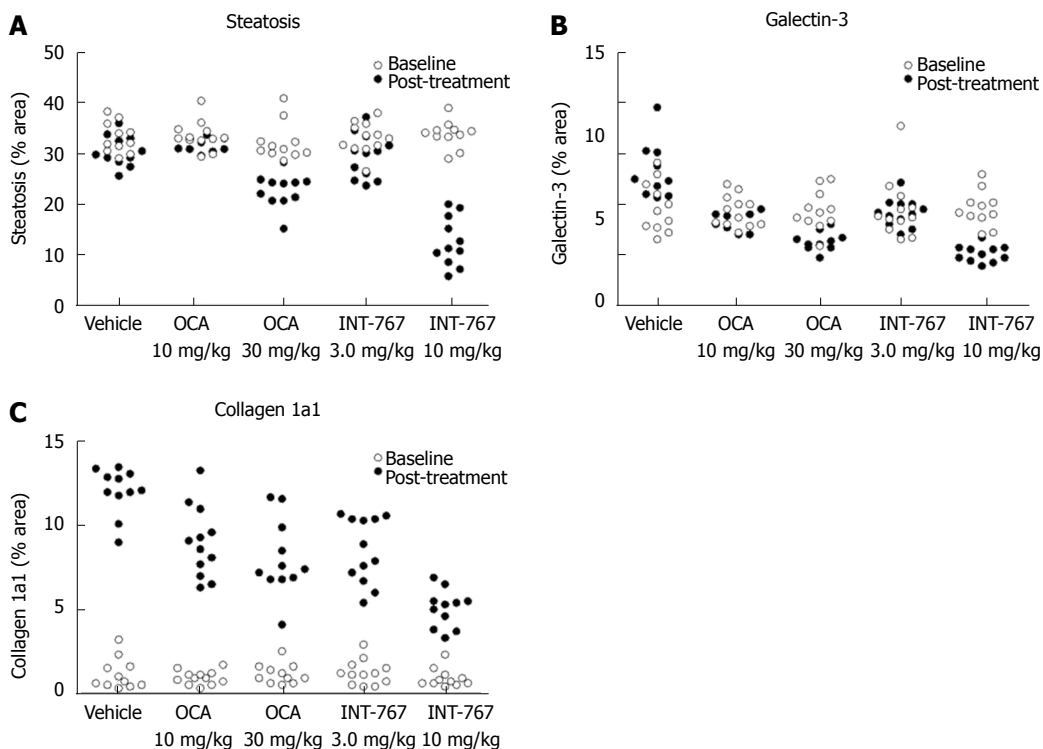 A
Steatosis
Steatosis (% area)
50
40
30
20
10
0
Baseline
Post-treatment
Vehicle
OCA
10 mg/kg
OCA
30 mg/kg
INT-767
3.0 mg/kg
INT-767
10 mg/kg
B
Galectin-3
Galectin-3 (% area)
15
10
5
0
Baseline
Post-treatment
Vehicle
OCA
10 mg/kg
OCA
30 mg/kg
INT-767
3.0 mg/kg
INT-767
10 mg/kg
C
Collagen 1a1
Collagen 1a1 (% area)
15
10
5
0
Baseline
Post-treatment
Vehicle
OCA
10 mg/kg
OCA
30 mg/kg
INT-767
3.0 mg/kg
INT-767
10 mg/kg